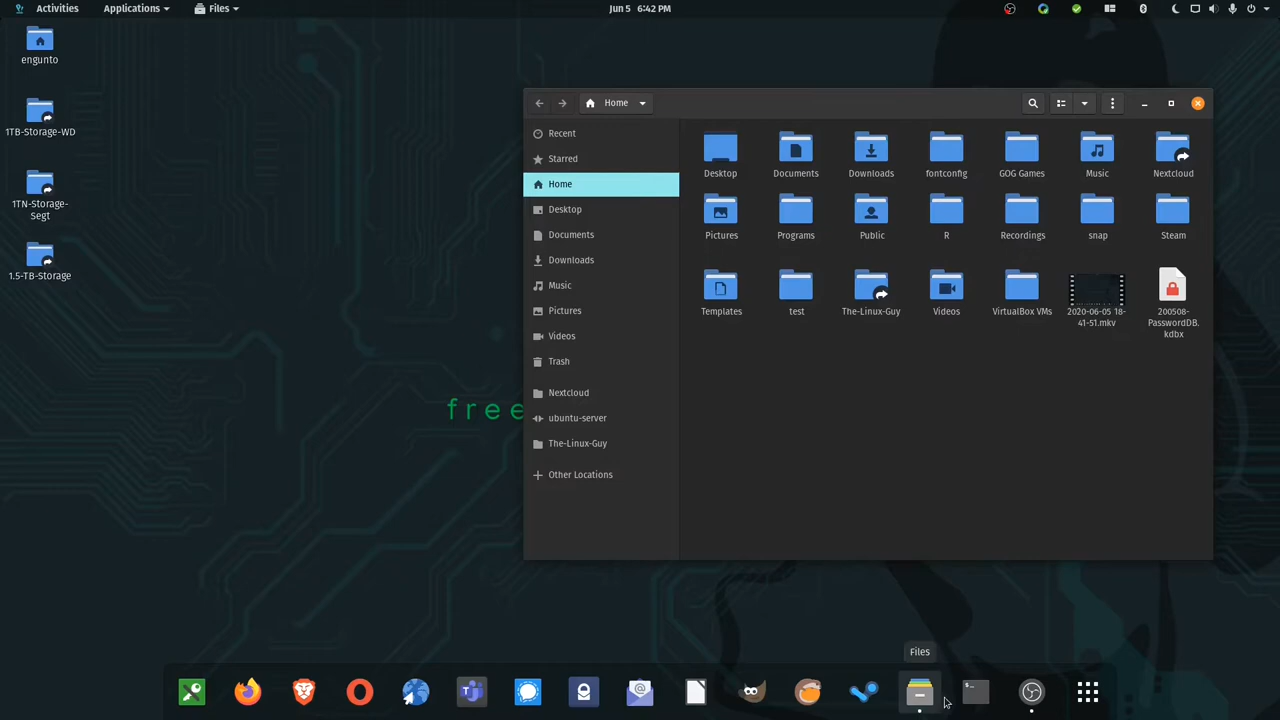 Activities Applications Files Jun 5 6:42 PM
engunto
1TB-Storage-WD
1TN-Storage-
segt
1.5-TB-Storage
free
Home
Recent
Starred
Home
Desktop
Documents
Downloads
Music
Pictures
Videos
Trash
Nextcloud
ubuntu-server
The-Linux-Guy
Other Locations
Desktop Documents Downloads fontconfig GOG Games Music Nextcloud
Pictures Programs Public R Recordings snap Steam
Templates test The-Linux-Guy Videos VirtualBox VMs 2020-06-05 18-
41-51.mkv
200508-
PasswordDB.
kdbx
Files